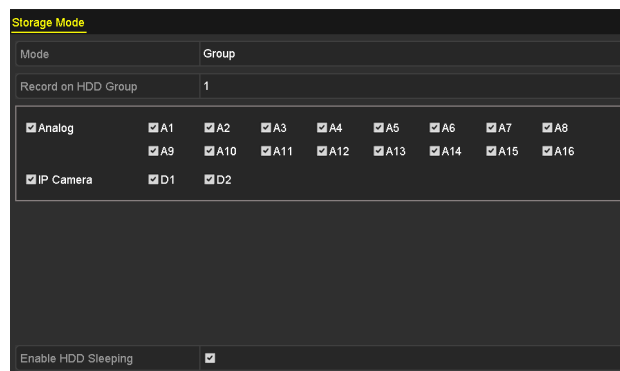 Storage Mode
Mode Group
Record on HDD Group 1
Analog A1 A2 A3 A4 A5 A6 A7 A8
A9 A10 A11 A12 A13 A14 A15 A16
IP Camera D1 D2
Enable HDD Sleeping